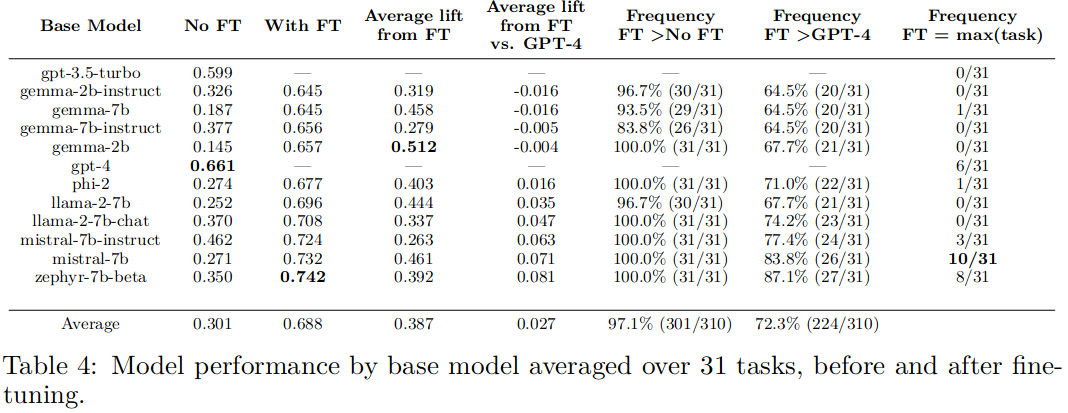 Base Model No FT With FT Average lift from FT Average lift from FT vs. GPT-4 Frequency FT >No FT Frequency FT >GPT-4 Frequency FT = max(task)
gpt-3.5-turbo 0.599 — — — — — 0/31
gemma-2b-instruct 0.326 0.645 0.319 -0.016 96.7% (30/31) 64.5% (20/31) 0/31
gemma-7b 0.187 0.645 0.458 -0.016 93.5% (29/31) 64.5% (20/31) 1/31
gemma-7b-instruct 0.377 0.656 0.279 -0.005 83.8% (26/31) 64.5% (20/31) 0/31
gemma-2b 0.145 0.657 0.512 -0.004 100.0% (31/31) 67.7% (21/31) 0/31
gpt-4 0.661 — — — — — 6/31
phi-2 0.274 0.677 0.403 0.016 100.0% (31/31) 71.0% (22/31) 1/31
llama-2-7b 0.252 0.696 0.444 0.035 96.7% (30/31) 67.7% (21/31) 0/31
llama-2-7b-chat 0.370 0.708 0.337 0.047 100.0% (31/31) 74.2% (23/31) 0/31
mistral-7b-instruct 0.462 0.724 0.263 0.063 100.0% (31/31) 77.4% (24/31) 3/31
mistral-7b 0.271 0.732 0.461 0.071 100.0% (31/31) 83.8% (26/31) 10/31
zephyr-7b-beta 0.350 0.742 0.392 0.081 100.0% (31/31) 87.1% (27/31) 8/31
Average 0.301 0.688 0.387 0.027 97.1% (301/310) 72.3% (224/310)
Table 4: Model performance by base model averaged over 31 tasks, before and after fine-
tuning.